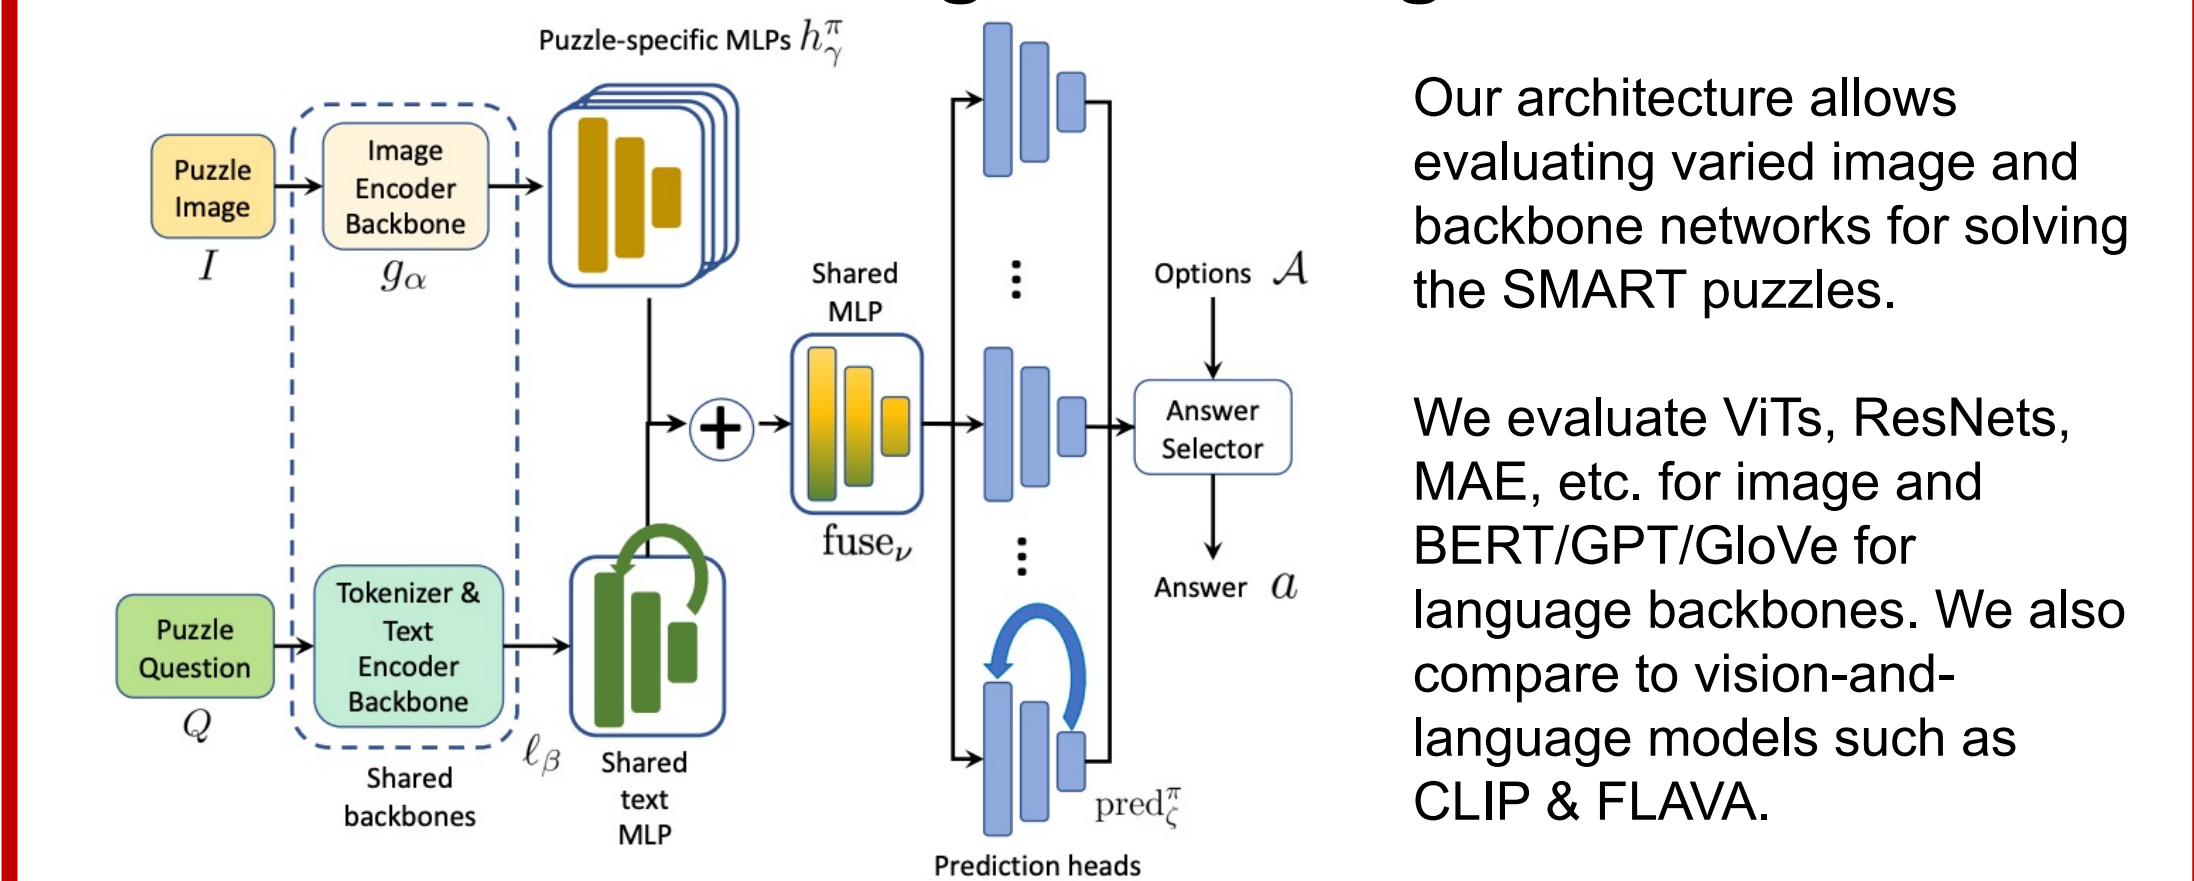 Puzzle-specific MLPs $h_\gamma^\pi$
Puzzle
Image
$I$
Image
Encoder
Backbone
$g_\alpha$
Puzzle
Question
$Q$
Tokenizer &
Text
Encoder
Backbone
$\ell_\beta$
Shared
backbones
Shared
text
MLP
Shared
MLP
$\text{fuse}_\nu$
+
Options $\mathcal{A}$
Answer
Selector
Answer $a$
$\text{pred}_\zeta^\pi$
Prediction heads
Our architecture allows
evaluating varied image and
backbone networks for solving
the SMART puzzles.
We evaluate ViTs, ResNets,
MAE, etc. for image and
BERT/GPT/GloVe for
language backbones. We also
compare to vision-and-
language models such as
CLIP & FLAVA.